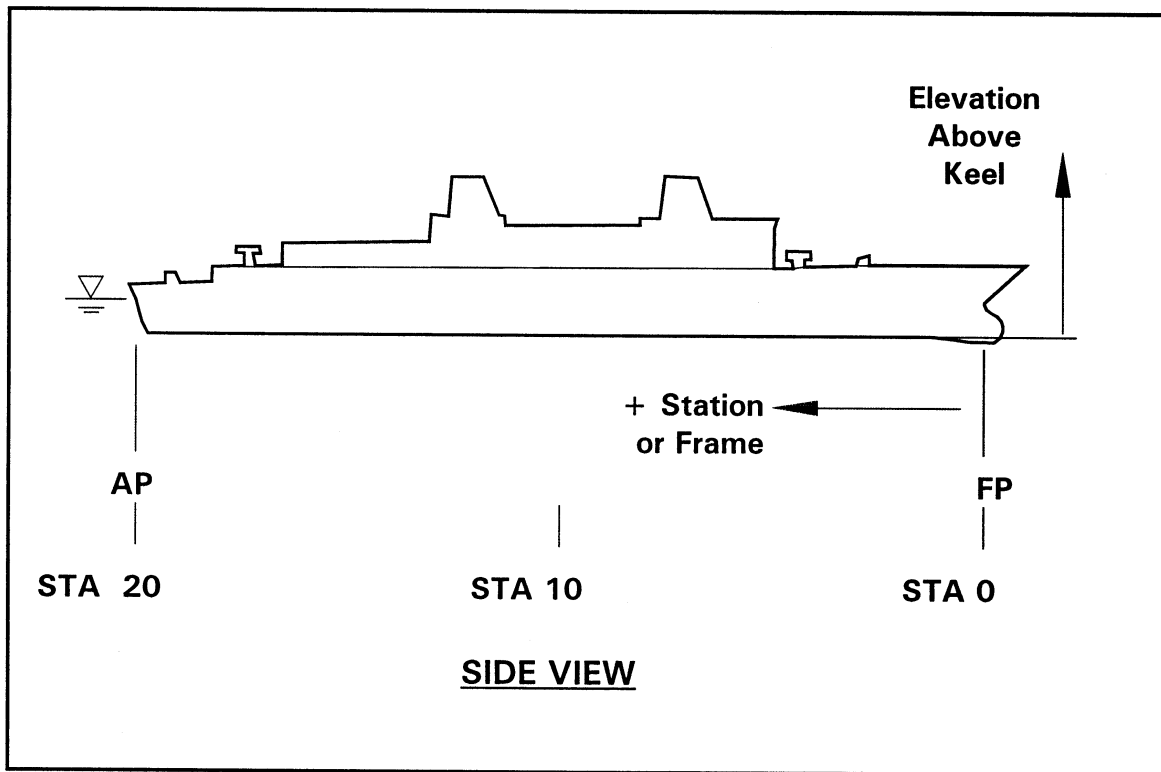 Elevation
Above
Keel
+ Station
or Frame
AP
FP
STA 20
STA 10
STA 0
SIDE VIEW